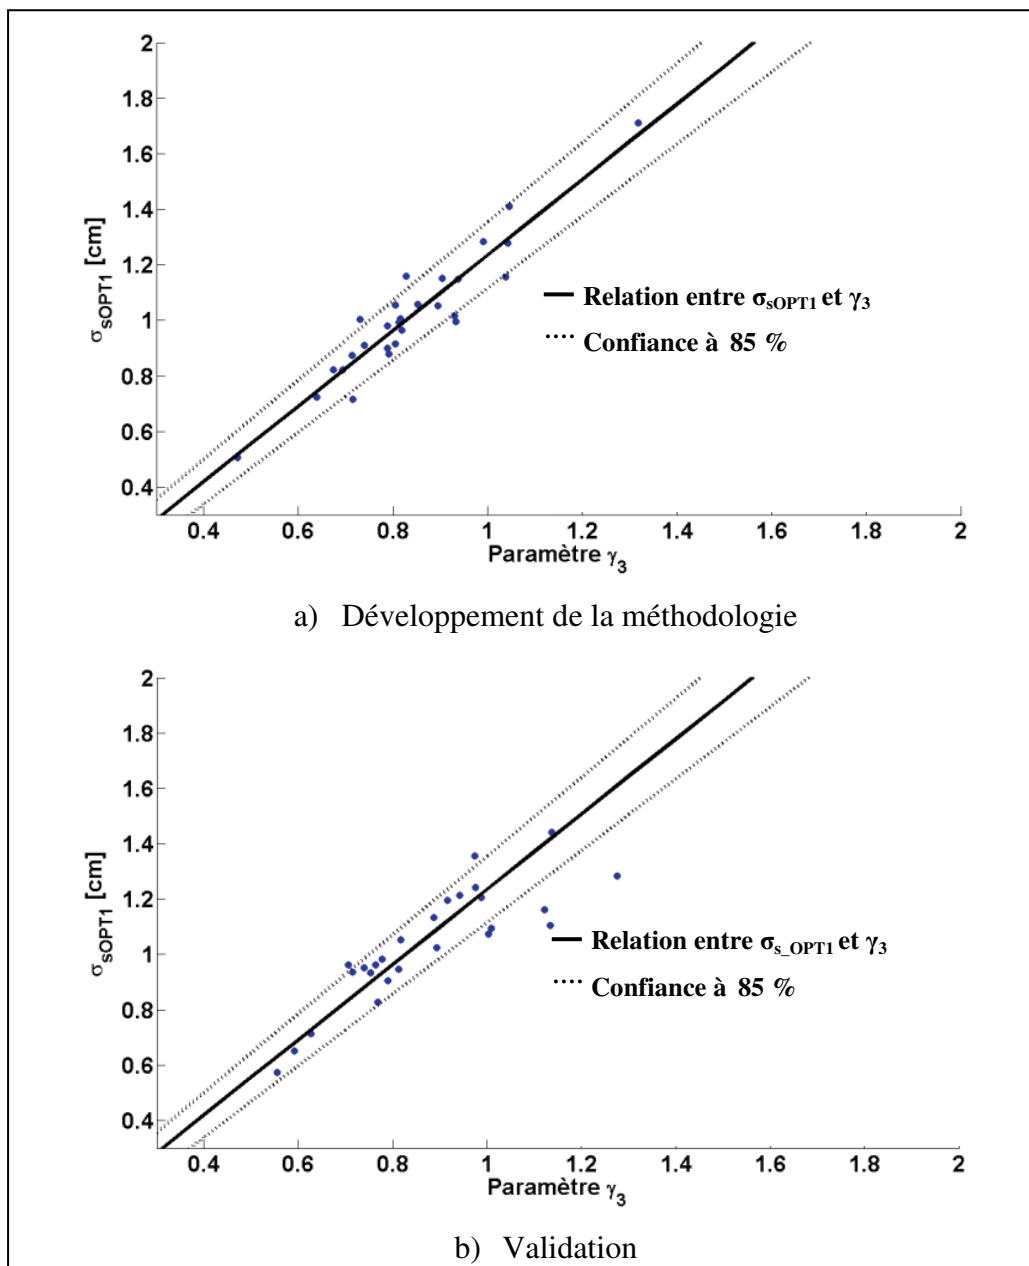 2
1.8
1.6
1.4
1.2
1
0.8
0.6
0.4
σsOPT1 [cm]
Relation entre σsOPT1 et γ3
Confiance à 85 %
0.4 0.6 0.8 1 1.2 1.4 1.6 1.8 2
Paramètre γ3
a) Développement de la méthodologie
2
1.8
1.6
1.4
1.2
1
0.8
0.6
0.4
σsOPT1 [cm]
Relation entre σs_OPT1 et γ3
Confiance à 85 %
0.4 0.6 0.8 1 1.2 1.4 1.6 1.8 2
Paramètre γ3
b) Validation